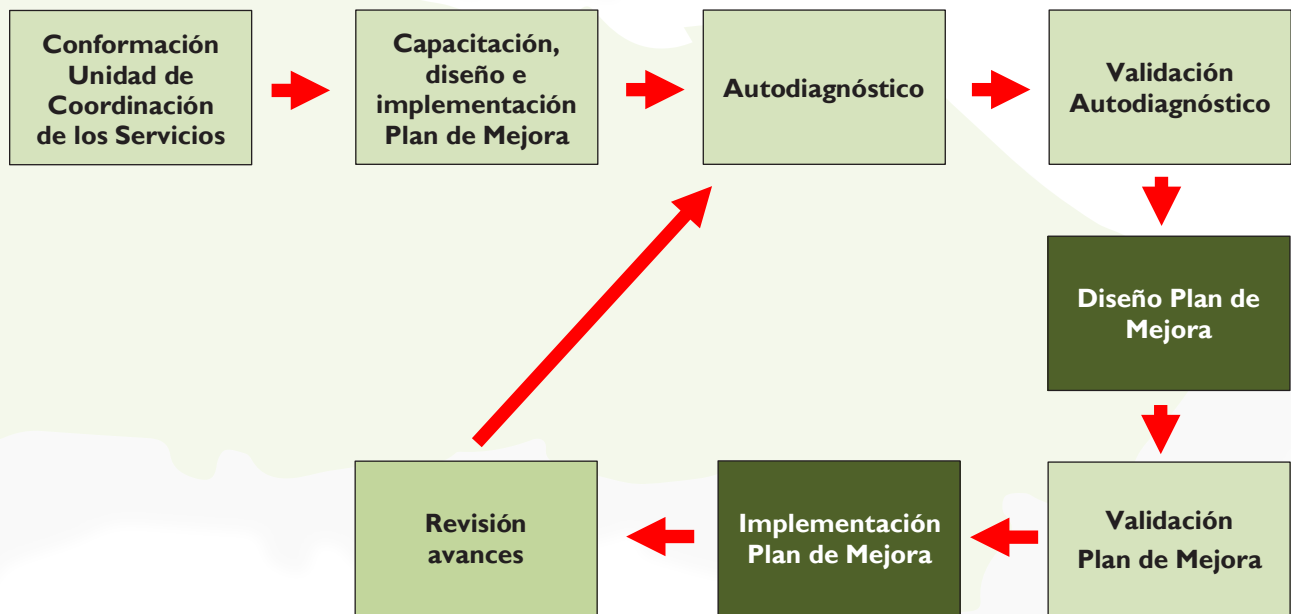 Conformación
Unidad de
Coordinación
de los Servicios
Capacitación,
diseño e
implementación
Plan de Mejora
Autodiagnóstico
Validación
Autodiagnóstico
Diseño Plan de
Mejora
Validación
Plan de Mejora
Implementación
Plan de Mejora
Revisión
avances